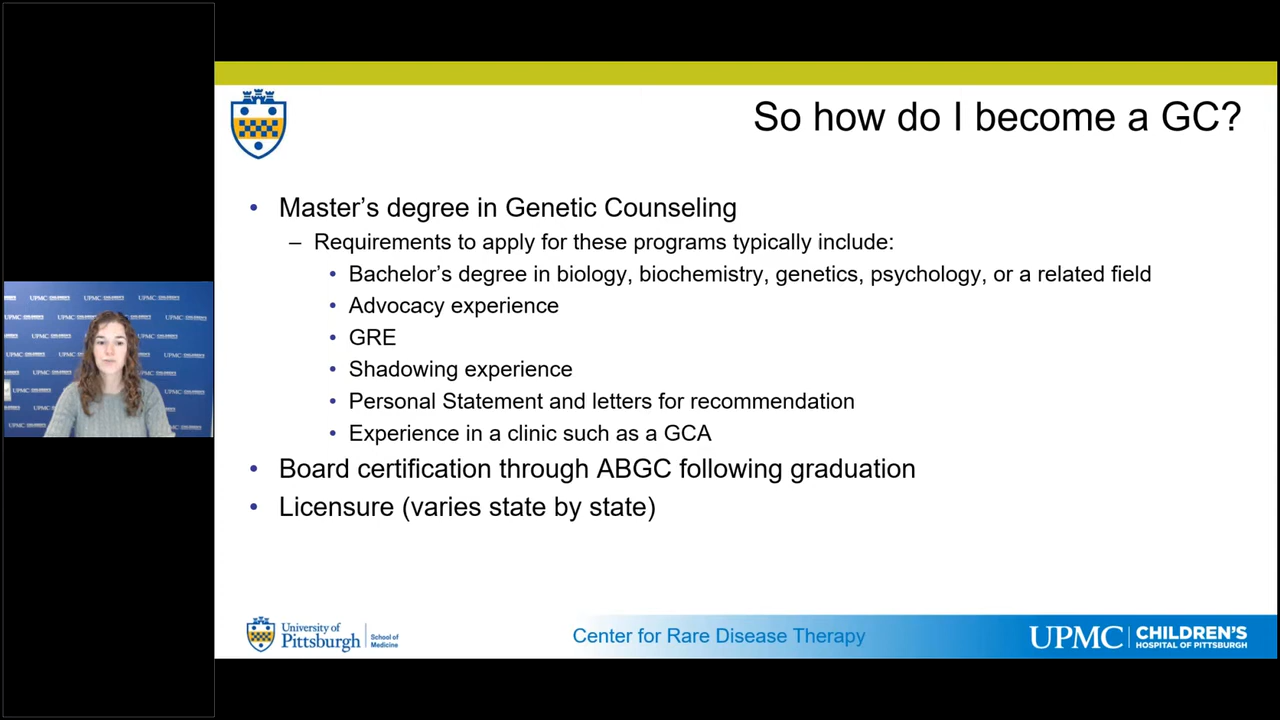 So how do I become a GC?
• Master's degree in Genetic Counseling
– Requirements to apply for these programs typically include:
• Bachelor's degree in biology, biochemistry, genetics, psychology, or a related field
• Advocacy experience
• GRE
• Shadowing experience
• Personal Statement and letters for recommendation
• Experience in a clinic such as a GCA
• Board certification through ABGC following graduation
• Licensure (varies state by state)
University of
Pittsburgh
School of
Medicine
Center for Rare Disease Therapy
UPMC
CHILDREN'S
HOSPITAL OF PITTSBURGH